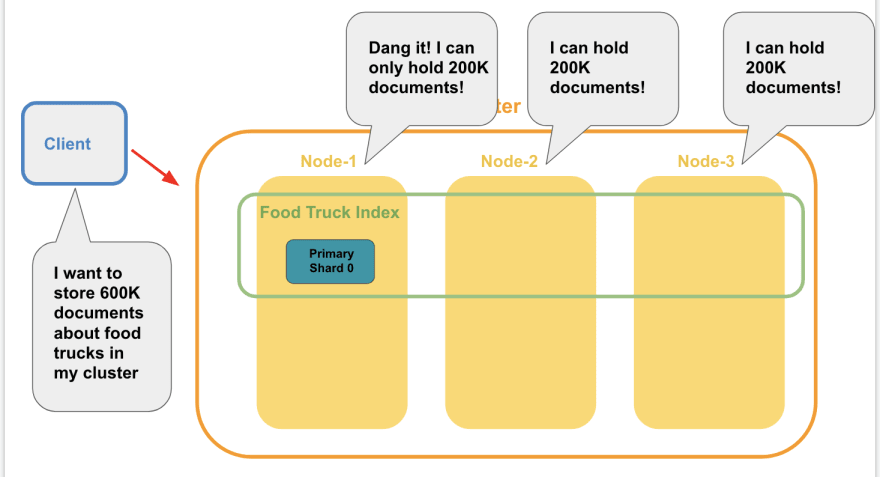 Dang it! I can
only hold 200K
documents!
I can hold
200K
documents!
I can hold
200K
documents!
Client
Node-1
Node-2
Node-3
Food Truck Index
Primary
Shard 0
I want to
store 600K
documents
about food
trucks in
my cluster